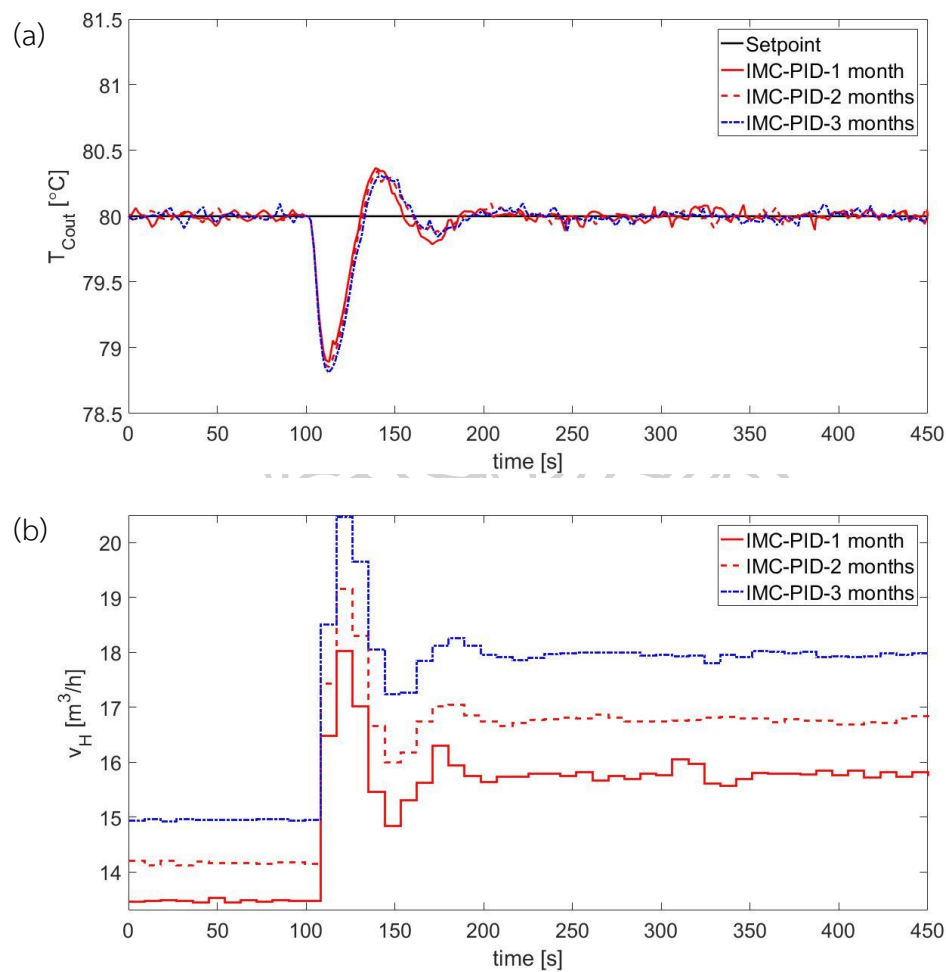 (a)
81.5
81
80.5
80
79.5
79
78.5
T_Cout [°C]
Setpoint
IMC-PID-1 month
IMC-PID-2 months
IMC-PID-3 months
0 50 100 150 200 250 300 350 400 450
time [s]
(b)
20
19
18
17
16
15
14
v_H [m³/h]
IMC-PID-1 month
IMC-PID-2 months
IMC-PID-3 months
0 50 100 150 200 250 300 350 400 450
time [s]